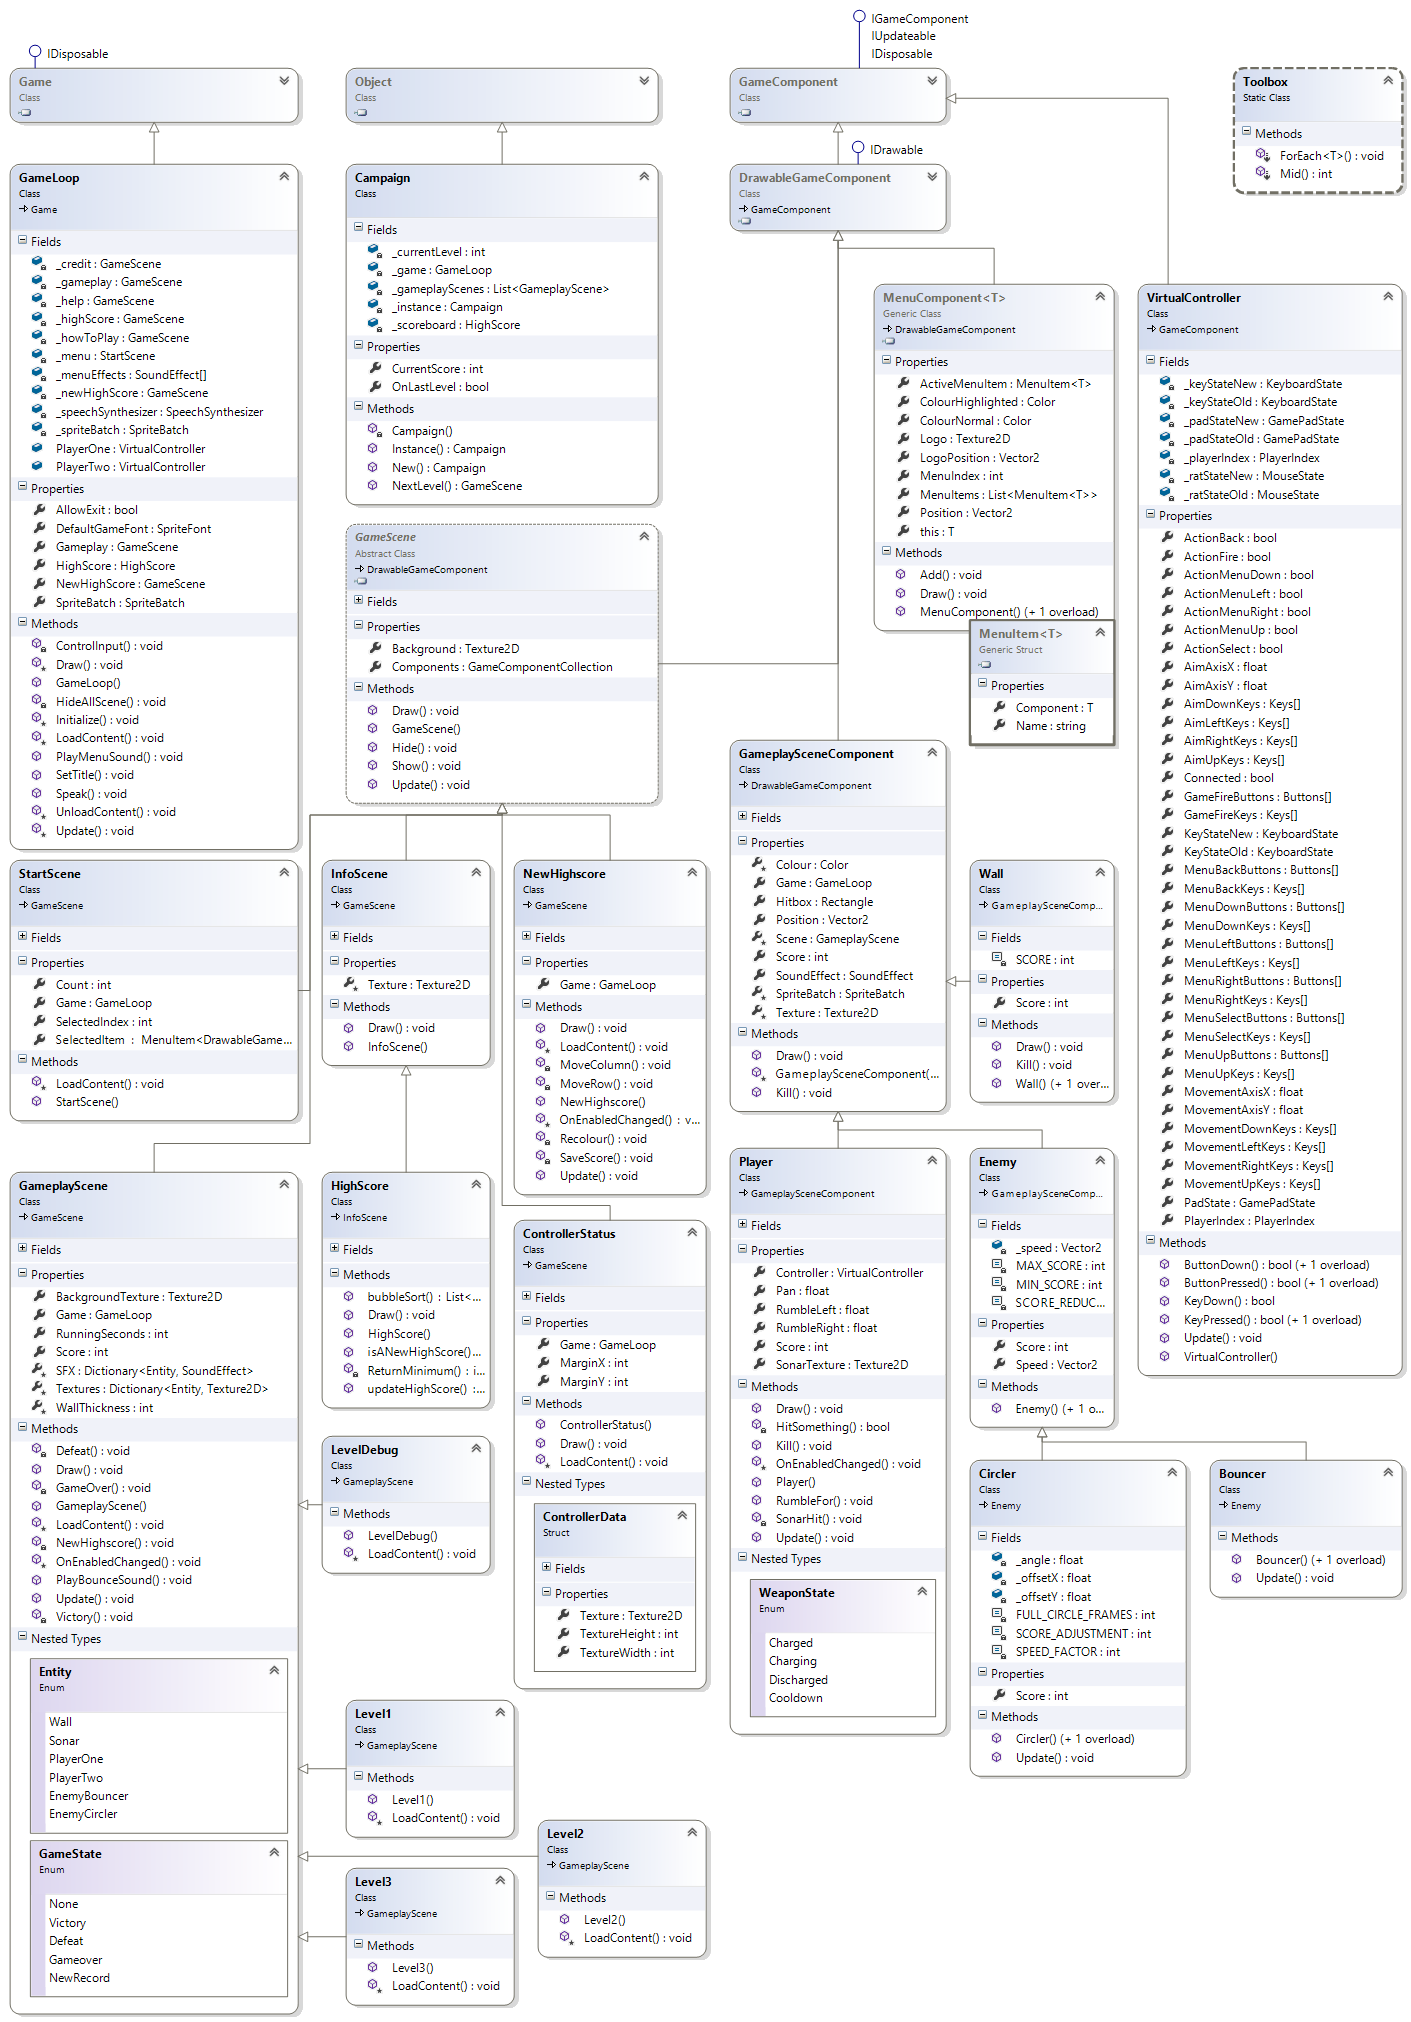 IDisposable
Game
Class
Object
Class
IGameComponent
IUpdateable
IDisposable
GameComponent
Class
Toolbox
Static Class
Methods
ForEach<T>() : void
Mid() : int
IDrawable
DrawableGameComponent
Class
GameComponent
GameLoop
Class
Game
Fields
_credit : GameScene
_gameplay : GameScene
_help : GameScene
_highScore : GameScene
_howToPlay : GameScene
_menu : StartScene
_menuEffects : SoundEffect[]
_newHighScore : GameScene
_speechSynthesizer : SpeechSynthesizer
_spriteBatch : SpriteBatch
PlayerOne : VirtualController
PlayerTwo : VirtualController
Properties
AllowExit : bool
DefaultGameFont : SpriteFont
Gameplay : GameScene
HighScore : HighScore
NewHighScore : GameScene
SpriteBatch : SpriteBatch
Methods
ControlInput() : void
Draw() : void
GameLoop()
HideAllScene() : void
Initialize() : void
LoadContent() : void
PlayMenuSound() : void
SetTitle() : void
Speak() : void
UnloadContent() : void
Update() : void
Campaign
Class
Fields
_currentLevel : int
_game : GameLoop
_gameplayScenes : List<GameplayScene>
_instance : Campaign
_scoreboard : HighScore
Properties
CurrentScore : int
OnLastLevel : bool
Methods
Campaign()
Instance() : Campaign
New() : Campaign
NextLevel() : GameScene
GameScene
Abstract Class
DrawableGameComponent
Fields
Properties
Background : Texture2D
Components : GameComponentCollection
Methods
Draw() : void
GameScene()
Hide() : void
Show() : void
Update() : void
MenuComponent<T>
Generic Class
DrawableGameComponent
Properties
ActiveMenuItem : MenuItem<T>
ColourHighlighted : Color
ColourNormal : Color
Logo : Texture2D
LogoPosition : Vector2
MenuIndex : int
MenuItems : List<MenuItem<T>>
Position : Vector2
this : T
Methods
Add() : void
Draw() : void
MenuComponent() (+ 1 overload)
MenuItem<T>
Generic Struct
Properties
Component : T
Name : string
VirtualController
Class
GameComponent
Fields
_keyStateNew : KeyboardState
_keyStateOld : KeyboardState
_padStateNew : GamePadState
_padStateOld : GamePadState
_playerIndex : PlayerIndex
_ratStateNew : MouseState
_ratStateOld : MouseState
Properties
ActionBack : bool
ActionFire : bool
ActionMenuDown : bool
ActionMenuLeft : bool
ActionMenuRight : bool
ActionMenuUp : bool
ActionSelect : bool
AimAxisX : float
AimAxisY : float
AimDownKeys : Keys[]
AimLeftKeys : Keys[]
AimRightKeys : Keys[]
AimUpKeys : Keys[]
Connected : bool
GameFireButtons : Buttons[]
GameFireKeys : Keys[]
KeyStateNew : KeyboardState
KeyStateOld : KeyboardState
MenuBackButtons : Buttons[]
MenuBackKeys : Keys[]
MenuDownButtons : Buttons[]
MenuDownKeys : Keys[]
MenuLeftButtons : Buttons[]
MenuLeftKeys : Keys[]
MenuRightButtons : Buttons[]
MenuRightKeys : Keys[]
MenuSelectButtons : Buttons[]
MenuSelectKeys : Keys[]
MenuUpButtons : Buttons[]
MenuUpKeys : Keys[]
MovementAxisX : float
MovementAxisY : float
MovementDownKeys : Keys[]
MovementLeftKeys : Keys[]
MovementRightKeys : Keys[]
MovementUpKeys : Keys[]
PadState : GamePadState
PlayerIndex : PlayerIndex
Methods
ButtonDown() : bool (+ 1 overload)
ButtonPressed() : bool (+ 1 overload)
KeyDown() : bool
KeyPressed() : bool (+ 1 overload)
Update() : void
VirtualController()
GameplaySceneComponent
Class
DrawableGameComponent
Fields
Properties
Colour : Color
Game : GameLoop
Hitbox : Rectangle
Position : Vector2
Scene : GameplayScene
Score : int
SoundEffect : SoundEffect
SpriteBatch : SpriteBatch
Texture : Texture2D
Methods
Draw() : void
GameplaySceneComponent(...
Kill() : void
Wall
Class
GameplaySceneComp...
Fields
SCORE : int
Properties
Score : int
Methods
Draw() : void
Kill() : void
Wall() (+ 1 over...
StartScene
Class
GameScene
Fields
Properties
Count : int
Game : GameLoop
SelectedIndex : int
SelectedItem : MenuItem<DrawableGame...
Methods
LoadContent() : void
StartScene()
InfoScene
Class
GameScene
Fields
Properties
Texture : Texture2D
Methods
Draw() : void
InfoScene()
NewHighscore
Class
GameScene
Fields
Properties
Game : GameLoop
Methods
Draw() : void
LoadContent() : void
MoveColumn() : void
MoveRow() : void
NewHighscore()
OnEnabledChanged() : v...
Recolour() : void
SaveScore() : void
Update() : void
GameplayScene
Class
GameScene
Fields
Properties
BackgroundTexture : Texture2D
Game : GameLoop
RunningSeconds : int
Score : int
SFX : Dictionary<Entity, SoundEffect>
Textures : Dictionary<Entity, Texture2D>
WallThickness : int
Methods
Defeat() : void
Draw() : void
GameOver() : void
GameplayScene()
LoadContent() : void
NewHighscore() : void
OnEnabledChanged() : void
PlayBounceSound() : void
Update() : void
Victory() : void
Nested Types
Entity
Enum
Wall
Sonar
PlayerOne
PlayerTwo
EnemyBouncer
EnemyCircler
GameState
Enum
None
Victory
Defeat
Gameover
NewRecord
HighScore
Class
InfoScene
Fields
Methods
bubbleSort() : List<...
Draw() : void
HighScore()
isANewHighScore()...
ReturnMinimum() : i...
updateHighScore() :...
LevelDebug
Class
GameplayScene
Methods
LevelDebug()
LoadContent() : void
ControllerStatus
Class
GameScene
Fields
Properties
Game : GameLoop
MarginX : int
MarginY : int
Methods
ControllerStatus()
Draw() : void
LoadContent() : void
Nested Types
ControllerData
Struct
Fields
Properties
Texture : Texture2D
TextureHeight : int
TextureWidth : int
Player
Class
GameplaySceneComponent
Fields
Properties
Controller : VirtualController
Pan : float
RumbleLeft : float
RumbleRight : float
Score : int
SonarTexture : Texture2D
Methods
Draw() : void
HitSomething() : bool
Kill() : void
OnEnabledChanged() : void
Player()
RumbleFor() : void
SonarHit() : void
Update() : void
Nested Types
WeaponState
Enum
Charged
Charging
Discharged
Cooldown
Enemy
Class
GameplaySceneComp...
Fields
_speed : Vector2
MAX_SCORE : int
MIN_SCORE : int
SCORE_REDUC...
Properties
Score : int
Speed : Vector2
Methods
Enemy() (+ 1 o...
Circler
Class
Enemy
Fields
_angle : float
_offsetX : float
_offsetY : float
FULL_CIRCLE_FRAMES : int
SCORE_ADJUSTMENT : int
SPEED_FACTOR : int
Properties
Score : int
Methods
Circler() (+ 1 overload)
Update() : void
Bouncer
Class
Enemy
Methods
Bouncer() (+ 1 overload)
Update() : void
Level1
Class
GameplayScene
Methods
Level1()
LoadContent() : void
Level2
Class
GameplayScene
Methods
Level2()
LoadContent() : void
Level3
Class
GameplayScene
Methods
Level3()
LoadContent() : void